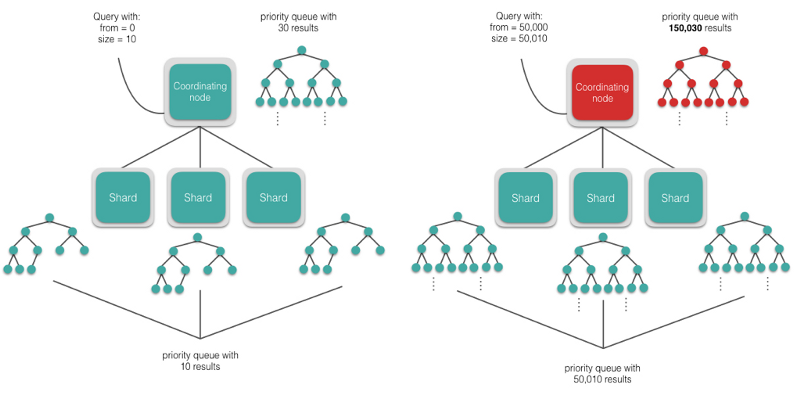 Query with:
from = 0
size = 10
priority queue with
30 results
Coordinating
node
Shard
Shard
Shard
priority queue with
10 results
Query with:
from = 50,000
size = 50,010
priority queue with
150,030 results
Coordinating
node
Shard
Shard
Shard
priority queue with
50,010 results